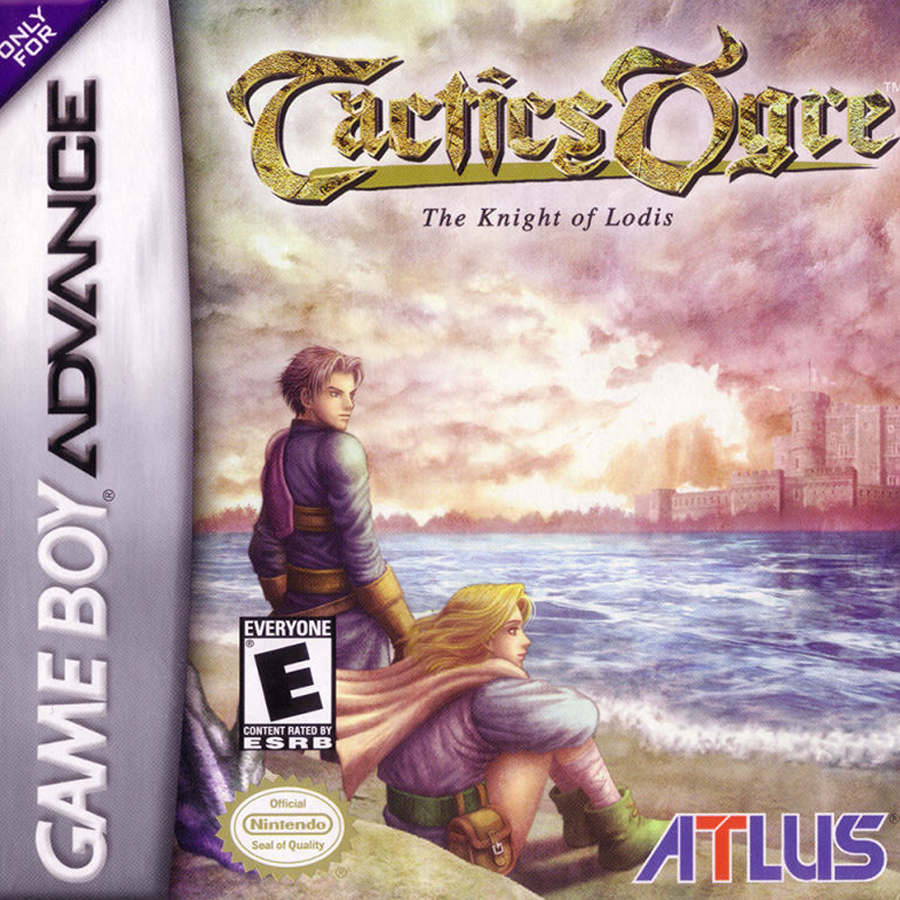 ONLY
FOR
GAME BOY ADVANCE
®
Tactics Ogre
TM
The Knight of Lodis
EVERYONE
®
E
CONTENT RATED BY
ESRB
Official
Nintendo
Seal of Quality
®
ATLUS
®